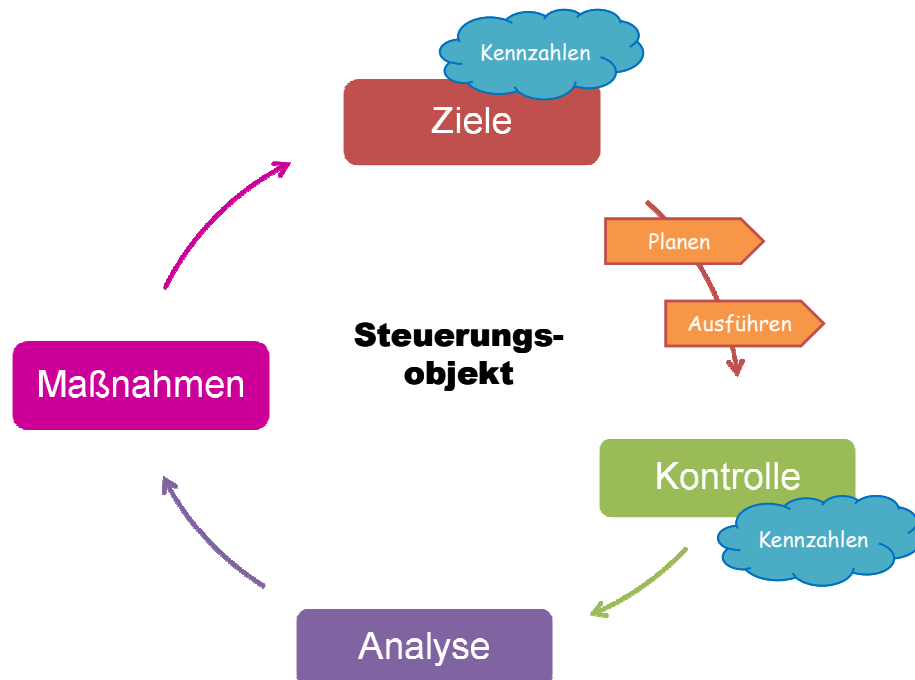 Kennzahlen
Ziele
Planen
Ausführen
Steuerungs-
objekt
Maßnahmen
Kontrolle
Kennzahlen
Analyse